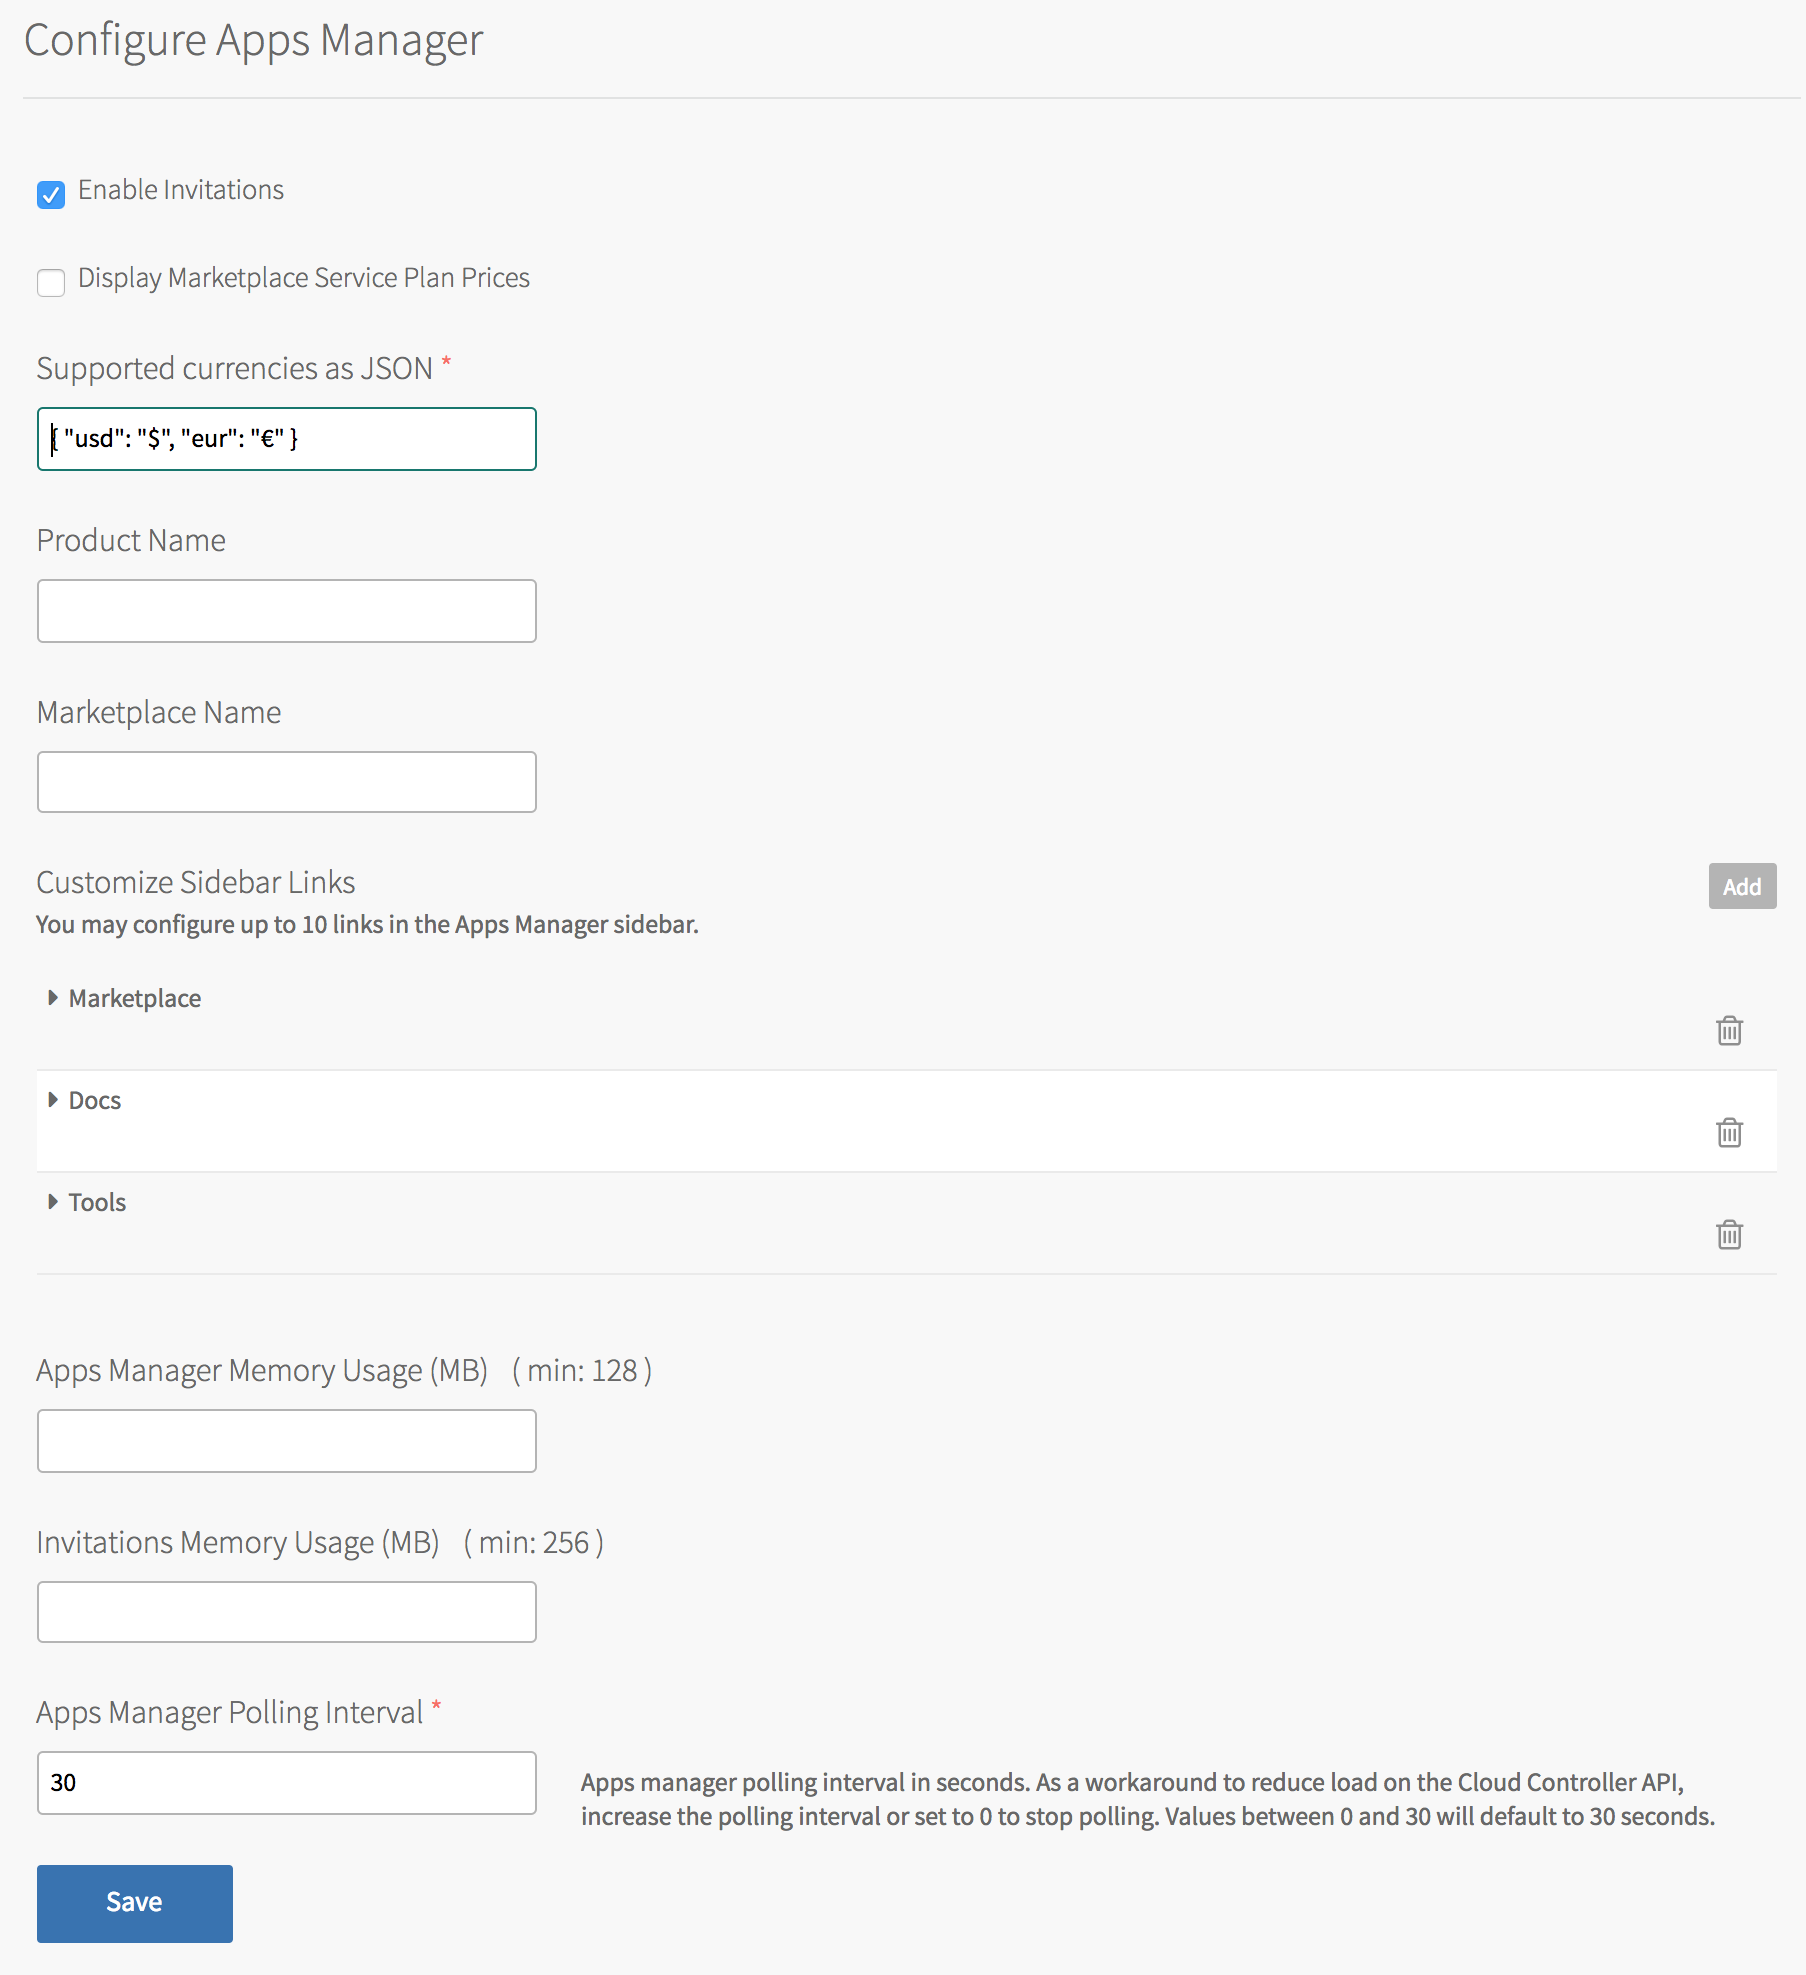 Configure Apps Manager
Enable Invitations
Display Marketplace Service Plan Prices
Supported currencies as JSON *
{ "usd": "$", "eur": "€" }
Product Name
Marketplace Name
Customize Sidebar Links
Add
You may configure up to 10 links in the Apps Manager sidebar.
Marketplace
Docs
Tools
Apps Manager Memory Usage (MB) ( min: 128 )
Invitations Memory Usage (MB) ( min: 256 )
Apps Manager Polling Interval *
30
Apps manager polling interval in seconds. As a workaround to reduce load on the Cloud Controller API,
increase the polling interval or set to 0 to stop polling. Values between 0 and 30 will default to 30 seconds.
Save